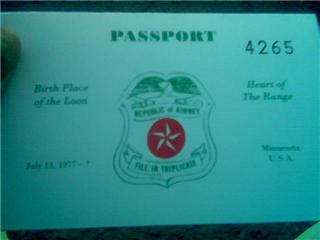 PASSPORT
4265
Birth Place
of the Loon
Heart of
The Range
REPUBLIC of KINNEY
FILE IN TRIPLICATE
July 13, 1977 - ?
Minnesota
U.S.A.